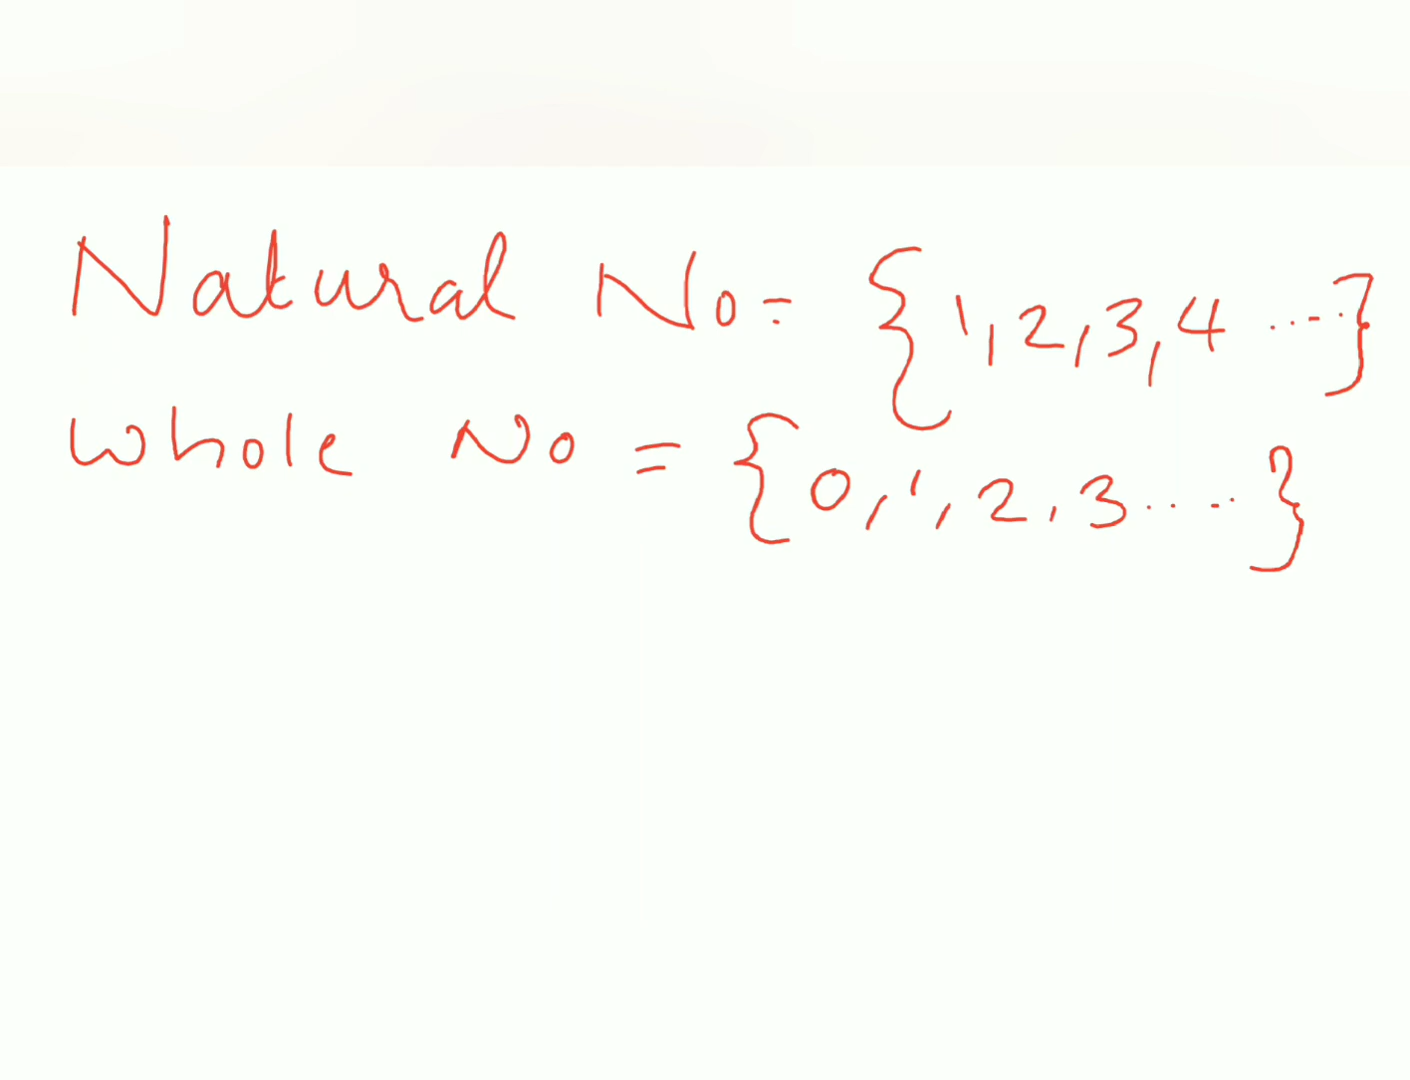 Natural No= {1,2,3,4 .....}
Whole No = {0,1,2,3.....}